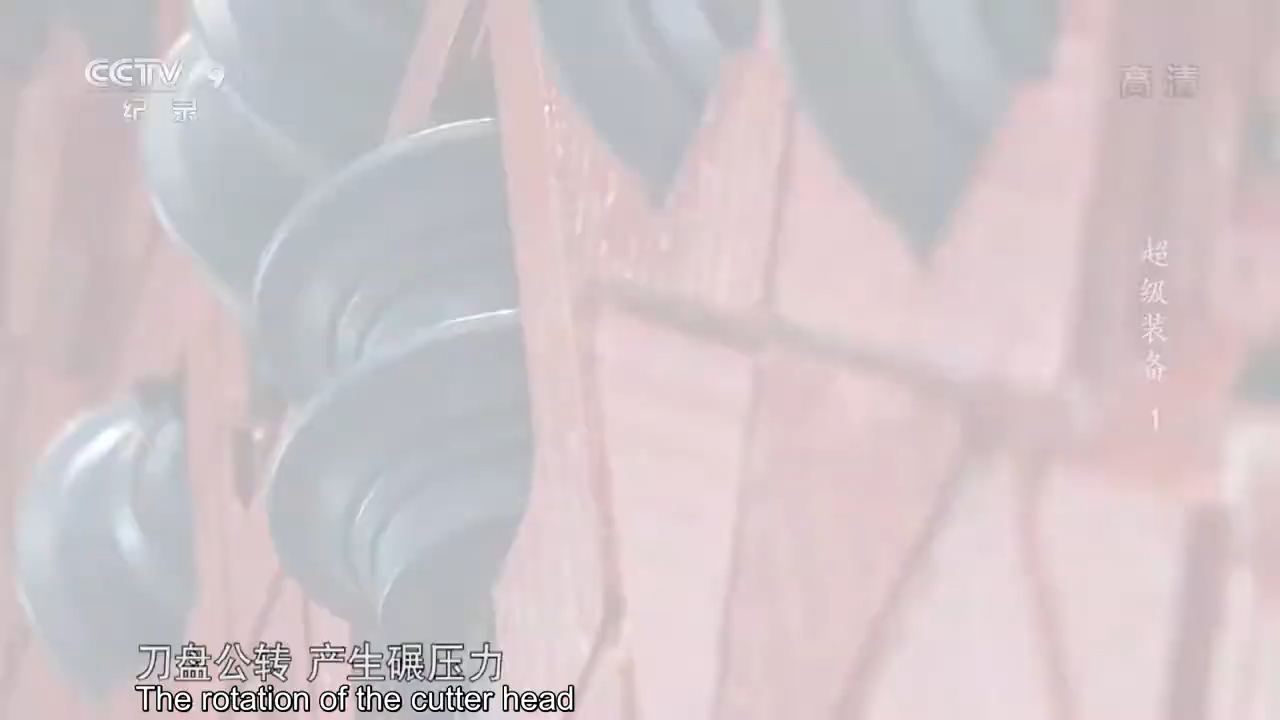 CCTV 9
纪录
高清
超级装备 1
刀盘公转 产生碾压力
The rotation of the cutter head